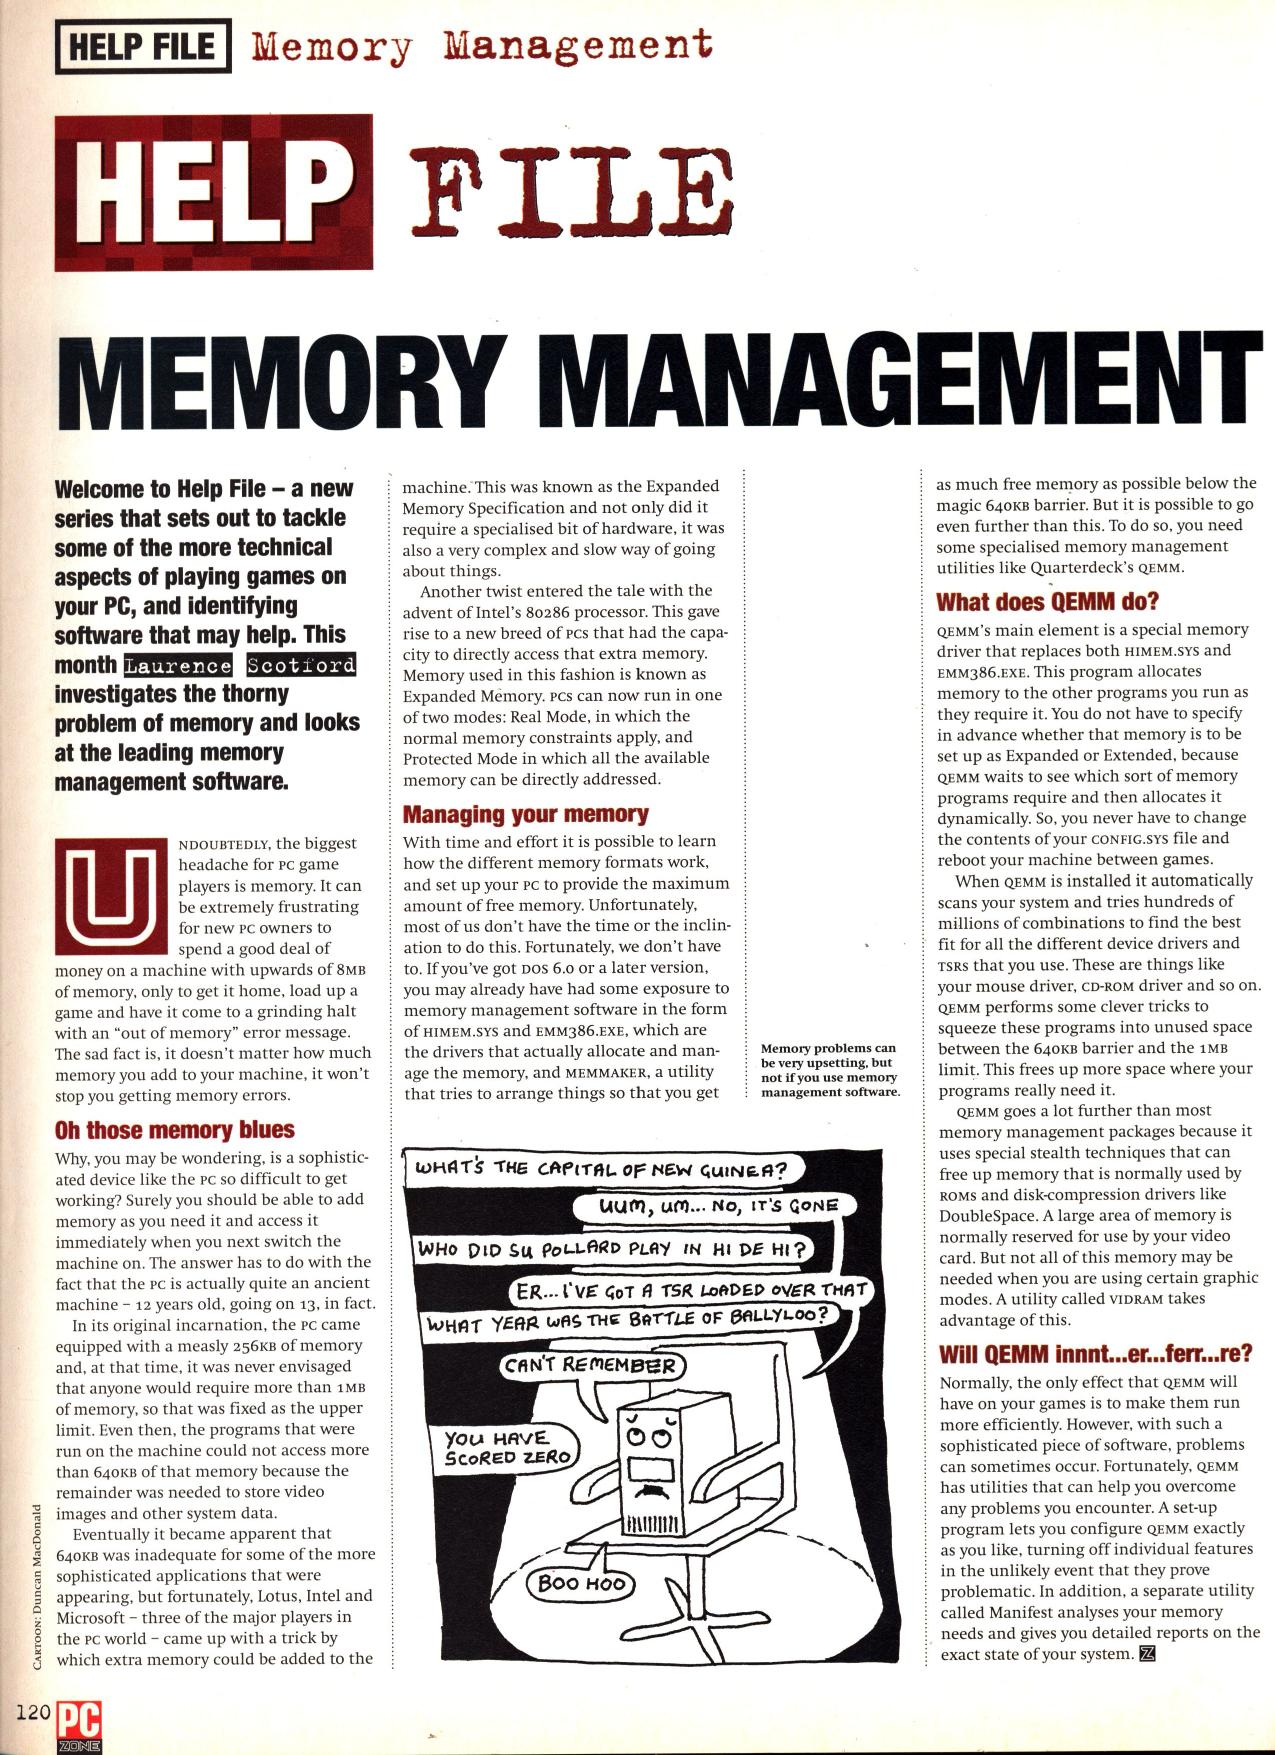 HELP FILE Memory Management
HELP FILE
MEMORY MANAGEMENT
Welcome to Help File – a new
series that sets out to tackle
some of the more technical
aspects of playing games on
your PC, and identifying
software that may help. This
month Laurence Scotford
investigates the thorny
problem of memory and looks
at the leading memory
management software.
UNDOUBTEDLY, the biggest
headache for PC game
players is memory. It can
be extremely frustrating
for new PC owners to
spend a good deal of
money on a machine with upwards of 8MB
of memory, only to get it home, load up a
game and have it come to a grinding halt
with an “out of memory” error message.
The sad fact is, it doesn’t matter how much
memory you add to your machine, it won’t
stop you getting memory errors.
Oh those memory blues
Why, you may be wondering, is a sophistic-
ated device like the PC so difficult to get
working? Surely you should be able to add
memory as you need it and access it
immediately when you next switch the
machine on. The answer has to do with the
fact that the PC is actually quite an ancient
machine – 12 years old, going on 13, in fact.
In its original incarnation, the PC came
equipped with a measly 256KB of memory
and, at that time, it was never envisaged
that anyone would require more than 1MB
of memory, so that was fixed as the upper
limit. Even then, the programs that were
run on the machine could not access more
than 640KB of that memory because the
remainder was needed to store video
images and other system data.
Eventually it became apparent that
640KB was inadequate for some of the more
sophisticated applications that were
appearing, but fortunately, Lotus, Intel and
Microsoft – three of the major players in
the PC world – came up with a trick by
which extra memory could be added to the
machine. This was known as the Expanded
Memory Specification and not only did it
require a specialised bit of hardware, it was
also a very complex and slow way of going
about things.
Another twist entered the tale with the
advent of Intel’s 80286 processor. This gave
rise to a new breed of PCs that had the capa-
city to directly access that extra memory.
Memory used in this fashion is known as
Expanded Memory. PCs can now run in one
of two modes: Real Mode, in which the
normal memory constraints apply, and
Protected Mode in which all the available
memory can be directly addressed.
Managing your memory
With time and effort it is possible to learn
how the different memory formats work,
and set up your PC to provide the maximum
amount of free memory. Unfortunately,
most of us don’t have the time or the inclin-
ation to do this. Fortunately, we don’t have
to. If you’ve got DOS 6.0 or a later version,
you may already have had some exposure to
memory management software in the form
of HIMEM.SYS and EMM386.EXE, which are
the drivers that actually allocate and man-
age the memory, and MEMMAKER, a utility
that tries to arrange things so that you get
Memory problems can
be very upsetting, but
not if you use memory
management software.
WHAT'S THE CAPITAL OF NEW GUINEA?
UUM, UM... NO, IT'S GONE
WHO DID SU POLLARD PLAY IN HI DE HI?
ER... I'VE GOT A TSR LOADED OVER THAT
WHAT YEAR WAS THE BATTLE OF BALLYLOO?
CAN'T REMEMBER
YOU HAVE
SCORED ZERO
BOO HOO
as much free memory as possible below the
magic 640KB barrier. But it is possible to go
even further than this. To do so, you need
some specialised memory management
utilities like Quarterdeck’s QEMM.
What does QEMM do?
QEMM’s main element is a special memory
driver that replaces both HIMEM.SYS and
EMM386.EXE. This program allocates
memory to the other programs you run as
they require it. You do not have to specify
in advance whether that memory is to be
set up as Expanded or Extended, because
QEMM waits to see which sort of memory
programs require and then allocates it
dynamically. So, you never have to change
the contents of your CONFIG.SYS file and
reboot your machine between games.
When QEMM is installed it automatically
scans your system and tries hundreds of
millions of combinations to find the best
fit for all the different device drivers and
TSRs that you use. These are things like
your mouse driver, CD-ROM driver and so on.
QEMM performs some clever tricks to
squeeze these programs into unused space
between the 640KB barrier and the 1MB
limit. This frees up more space where your
programs really need it.
QEMM goes a lot further than most
memory management packages because it
uses special stealth techniques that can
free up memory that is normally used by
ROMs and disk-compression drivers like
DoubleSpace. A large area of memory is
normally reserved for use by your video
card. But not all of this memory may be
needed when you are using certain graphic
modes. A utility called VIDRAM takes
advantage of this.
Will QEMM innnt...er...ferr...re?
Normally, the only effect that QEMM will
have on your games is to make them run
more efficiently. However, with such a
sophisticated piece of software, problems
can sometimes occur. Fortunately, QEMM
has utilities that can help you overcome
any problems you encounter. A set-up
program lets you configure QEMM exactly
as you like, turning off individual features
in the unlikely event that they prove
problematic. In addition, a separate utility
called Manifest analyses your memory
needs and gives you detailed reports on the
exact state of your system. Z
CARTOON: Duncan MacDonald
120 PC
ZONE